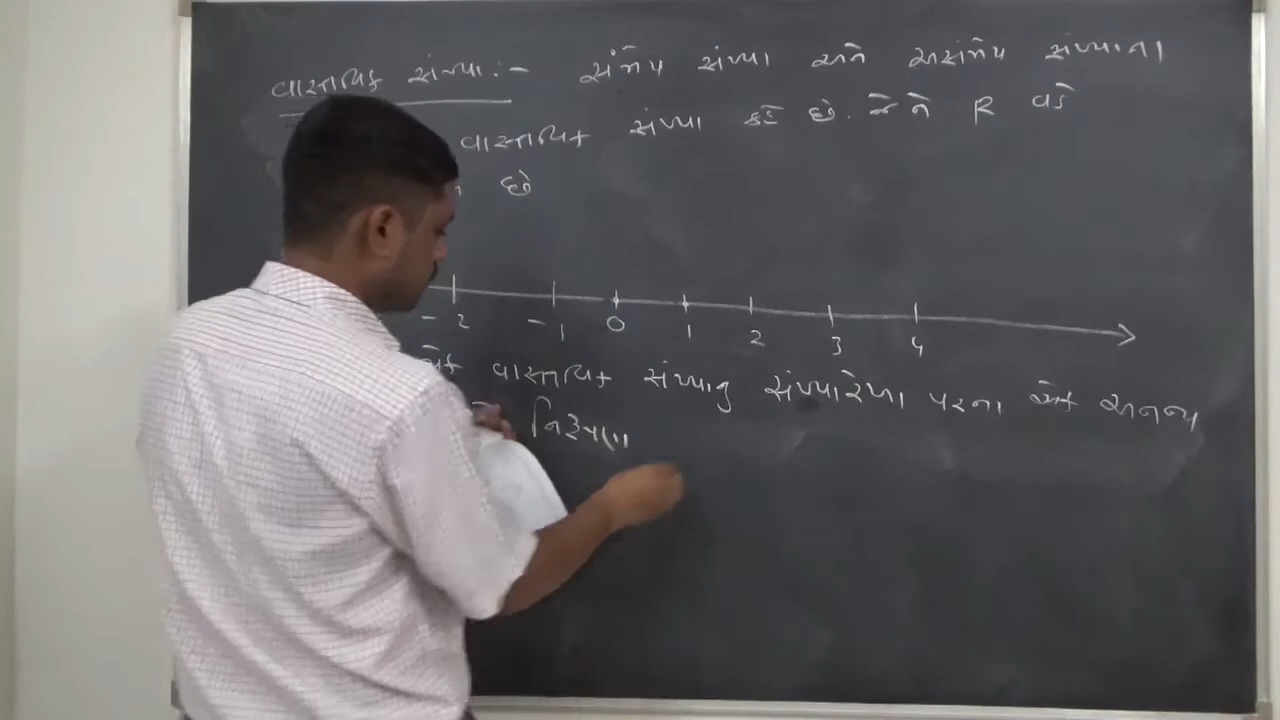 વાસ્તવિક સંખ્યા :- સંમેય સંખ્યા અને અસંમેય સંખ્યાના
વાસ્તવિક સંખ્યા કહે છે. જેને R વડે
છે
-2 -1 0 1 2 3 4
વાસ્તવિક સંખ્યાનું સંખ્યારેખા પરના એક અનન્ય
નિરૂપણ